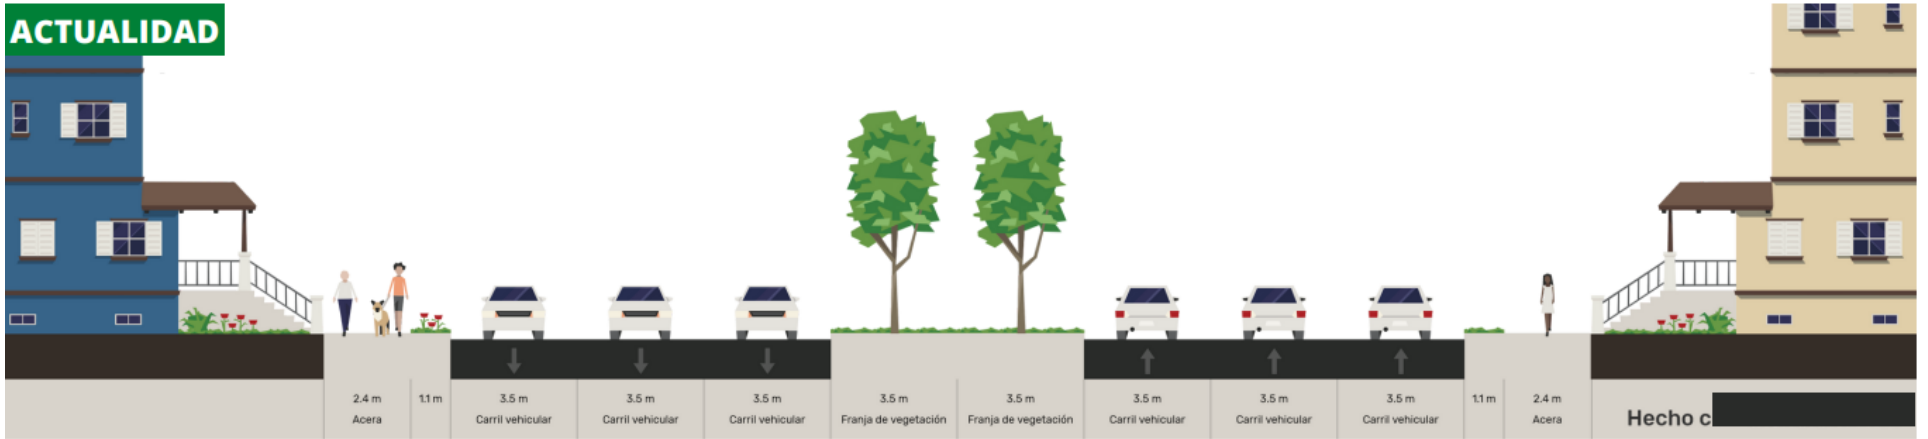 ACTUALIDAD
2.4 m
Acera
1.1 m
3.5 m
Carril vehicular
3.5 m
Carril vehicular
3.5 m
Carril vehicular
3.5 m
Franja de vegetación
3.5 m
Franja de vegetación
3.5 m
Carril vehicular
3.5 m
Carril vehicular
3.5 m
Carril vehicular
1.1 m
2.4 m
Acera
Hecho c